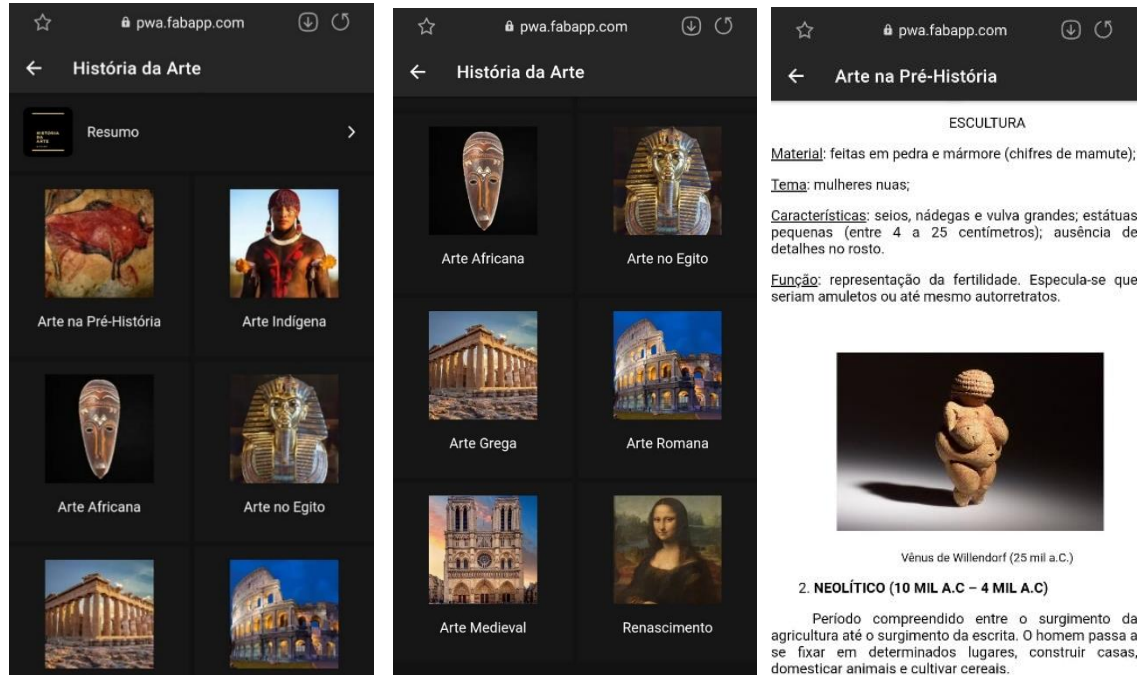 pwa.fabapp.com
História da Arte
HISTÓRIA
DA
ARTE
Resumo
Arte na Pré-História
Arte Indígena
Arte Africana
Arte no Egito
pwa.fabapp.com
História da Arte
Arte Africana
Arte no Egito
Arte Grega
Arte Romana
Arte Medieval
Renascimento
pwa.fabapp.com
Arte na Pré-História
ESCULTURA
Material: feitas em pedra e mármore (chifres de mamute);
Tema: mulheres nuas;
Características: seios, nádegas e vulva grandes; estátuas
pequenas (entre 4 a 25 centímetros); ausência de
detalhes no rosto.
Função: representação da fertilidade. Especula-se que
seriam amuletos ou até mesmo autorretratos.
Vênus de Willendorf (25 mil a.C.)
2. NEOLÍTICO (10 MIL A.C – 4 MIL A.C)
Período compreendido entre o surgimento da
agricultura até o surgimento da escrita. O homem passa a
se fixar em determinados lugares, construir casas,
domesticar animais e cultivar cereais.